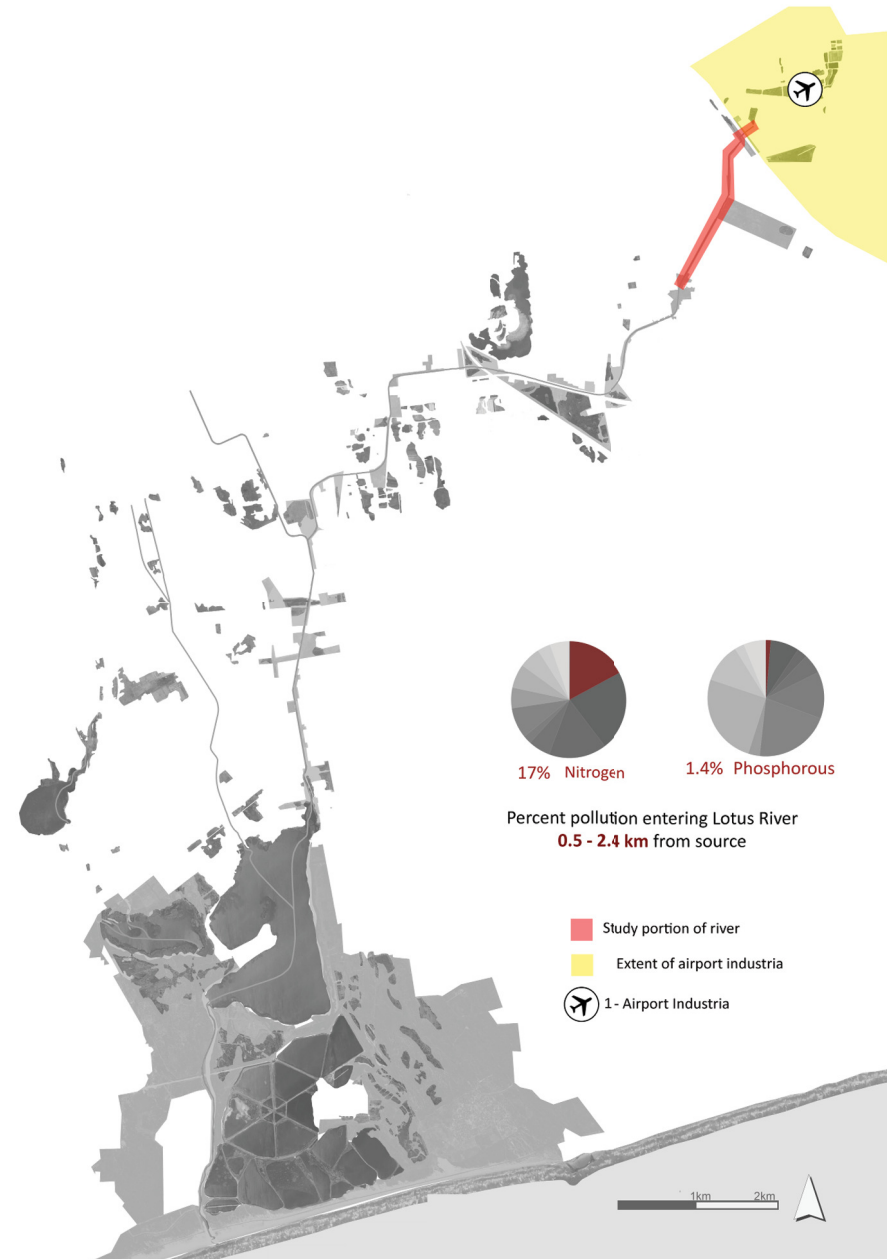 17% Nitrogen
1.4% Phosphorous
Percent pollution entering Lotus River
0.5 - 2.4 km from source
Study portion of river
Extent of airport industria
1 - Airport Industria
1km 2km